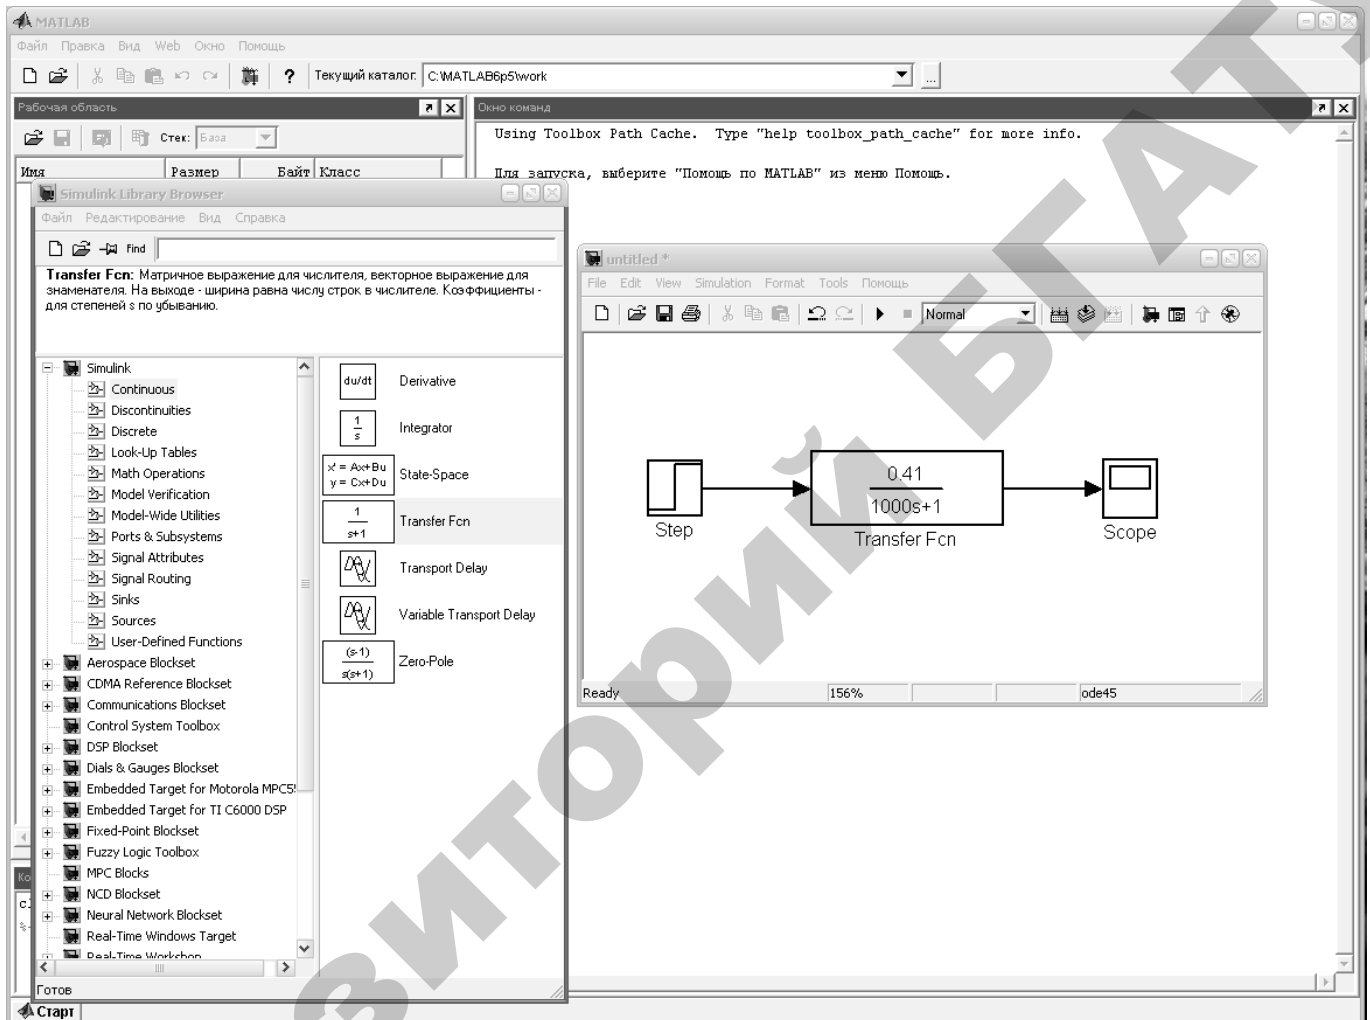 MATLAB
Файл Правка Вид Web Окно Помощь
? Текущий каталог: C:\MATLAB6p5\work ...
Рабочая область
Стек: База
Имя Размер Байт Класс
Окно команд
Using Toolbox Path Cache. Type "help toolbox_path_cache" for more info.
Для запуска, выберите "Помощь по MATLAB" из меню Помощь.
Simulink Library Browser
Файл Редактирование Вид Справка
Find
Transfer Fcn: Матричное выражение для числителя, векторное выражение для
знаменателя. На выходе - ширина равна числу строк в числителе. Коэффициенты -
для степеней s по убыванию.
Simulink
Continuous
Discontinuities
Discrete
Look-Up Tables
Math Operations
Model Verification
Model-Wide Utilities
Ports & Subsystems
Signal Attributes
Signal Routing
Sinks
Sources
User-Defined Functions
Aerospace Blockset
CDMA Reference Blockset
Communications Blockset
Control System Toolbox
DSP Blockset
Dials & Gauges Blockset
Embedded Target for Motorola MPC5
Embedded Target for TI C6000 DSP
Fixed-Point Blockset
Fuzzy Logic Toolbox
MPC Blocks
NCD Blockset
Neural Network Blockset
Real-Time Windows Target
Real-Time Workshop
du/dt Derivative
1
s
Integrator
x' = Ax+Bu
y = Cx+Du
State-Space
1
s+1
Transfer Fcn
Transport Delay
Variable Transport Delay
(s-1)
s(s+1)
Zero-Pole
Готов
untitled *
File Edit View Simulation Format Tools Помощь
Normal
Step
0.41
1000s+1
Transfer Fcn
Scope
Ready 156% ode45
Ко
Старт
зиторий БГАТ